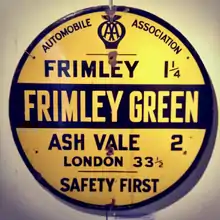 AUTOMOBILE AA ASSOCIATION
FRIMLEY 1¼
FRIMLEY GREEN
ASH VALE 2
LONDON 33½
SAFETY FIRST